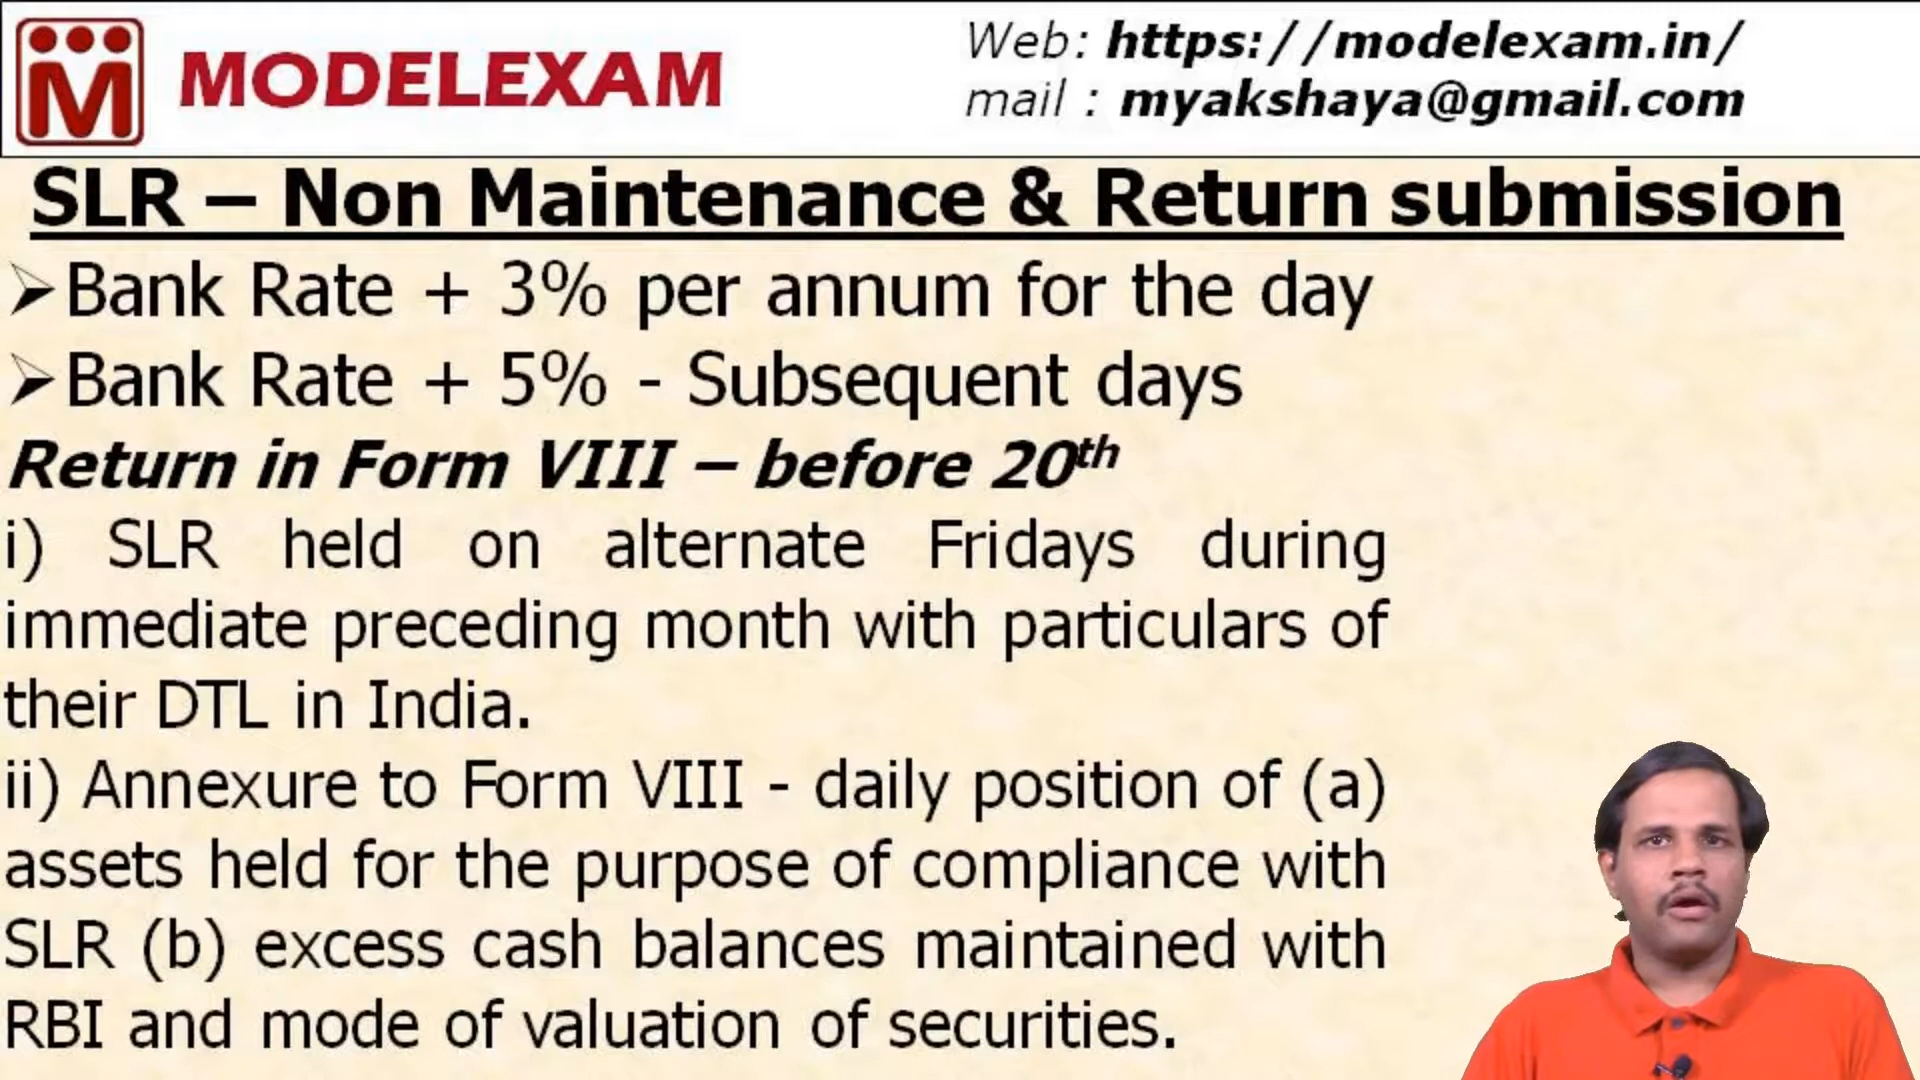 MODELEXAM
Web: https://modelexam.in/
mail : myakshaya@gmail.com
SLR – Non Maintenance & Return submission
➢Bank Rate + 3% per annum for the day
➢Bank Rate + 5% - Subsequent days
Return in Form VIII – before 20th
i) SLR held on alternate Fridays during
immediate preceding month with particulars of
their DTL in India.
ii) Annexure to Form VIII - daily position of (a)
assets held for the purpose of compliance with
SLR (b) excess cash balances maintained with
RBI and mode of valuation of securities.